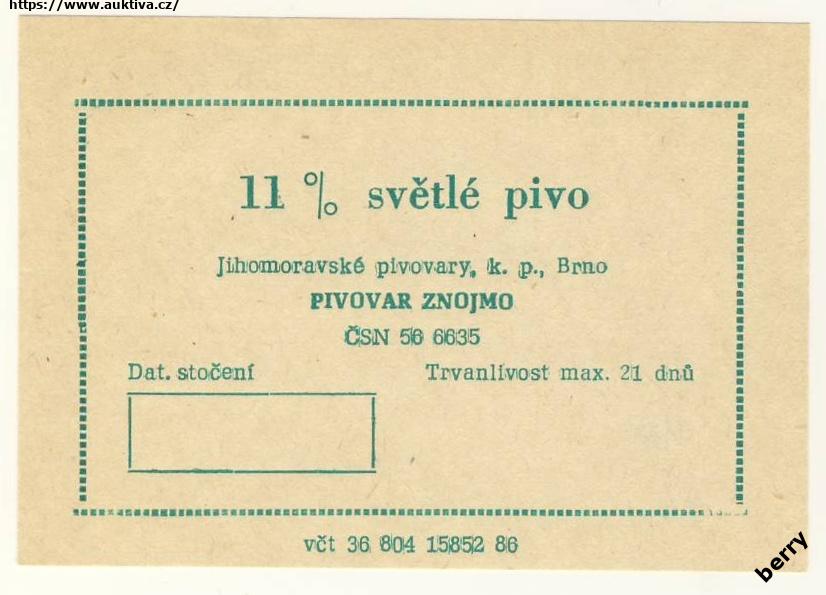 https://www.auktiva.cz/
11 % světlé pivo
Jihomoravské pivovary, k. p., Brno
PIVOVAR ZNOJMO
ČSN 56 6635
Dat. stočení
Trvanlivost max. 21 dnů
včt 36 804 15852 86
berry